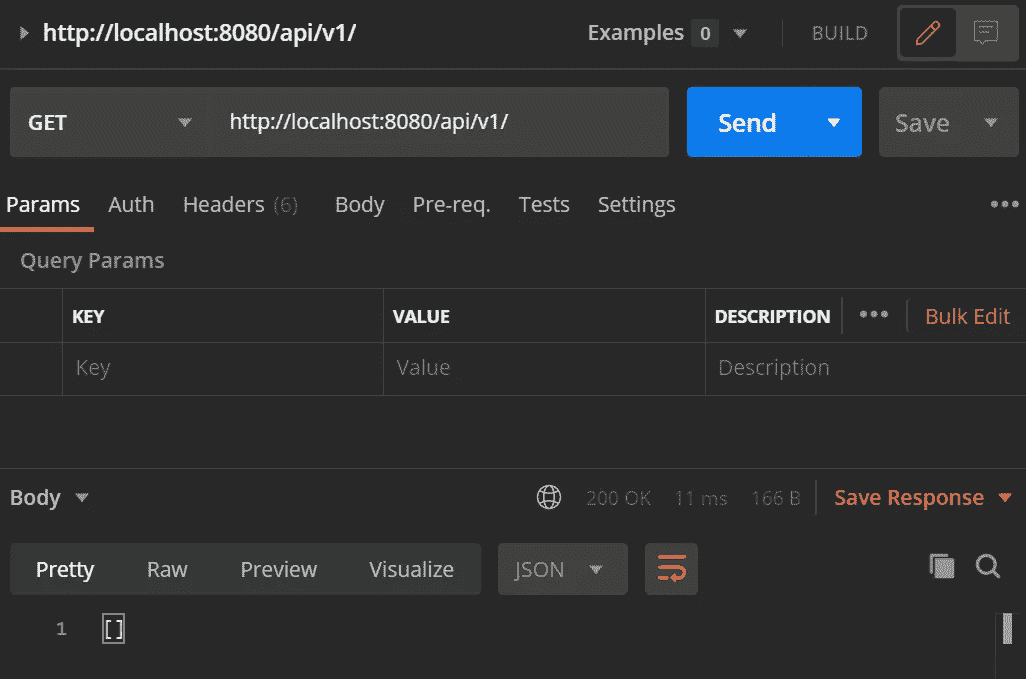 http://localhost:8080/api/v1/ Examples 0 BUILD
GET http://localhost:8080/api/v1/ Send Save
Params Auth Headers (6) Body Pre-req. Tests Settings
Query Params
KEY VALUE DESCRIPTION Bulk Edit
Key Value Description
Body 200 OK 11 ms 166 B Save Response
Pretty Raw Preview Visualize JSON
1 []